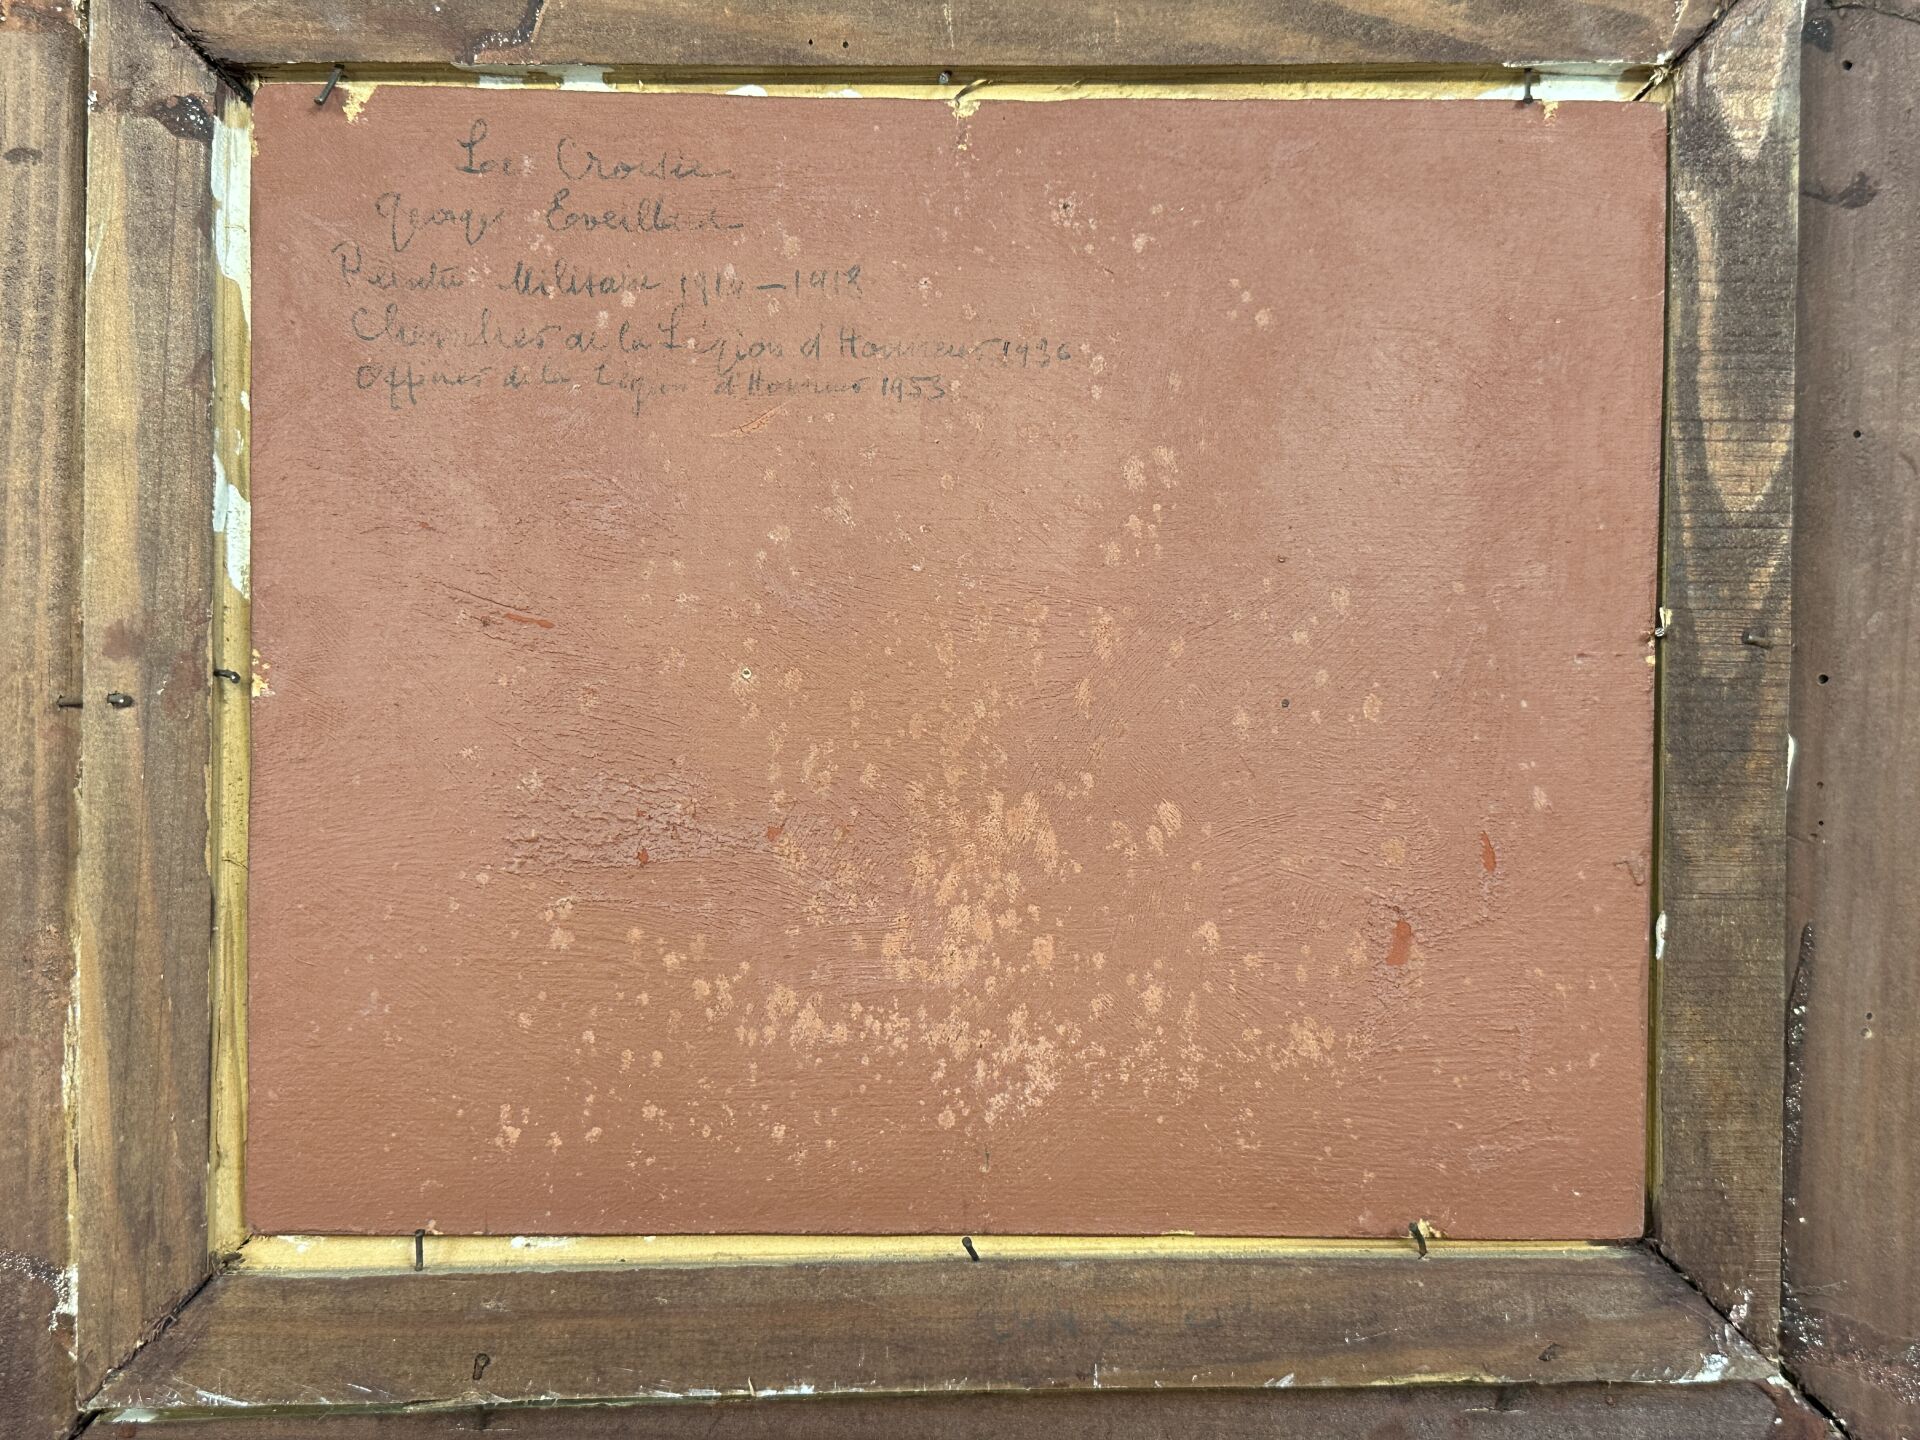 Le Croisic
George Eveillard
Peintre Militaire 1914-1918
Chevalier de la Légion d'Honneur 1936
Officier de la Légion d'Honneur 1953